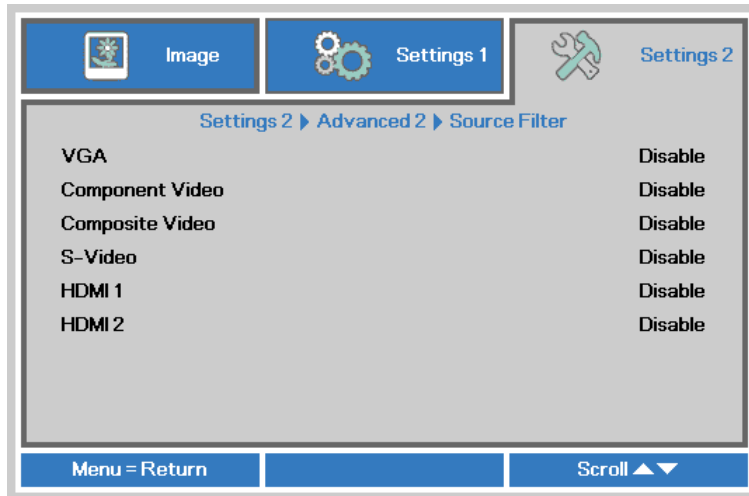 Image Settings 1 Settings 2
Settings 2 ▶ Advanced 2 ▶ Source Filter
VGA Disable
Component Video Disable
Composite Video Disable
S-Video Disable
HDMI 1 Disable
HDMI 2 Disable
Menu = Return Scroll ▲▼